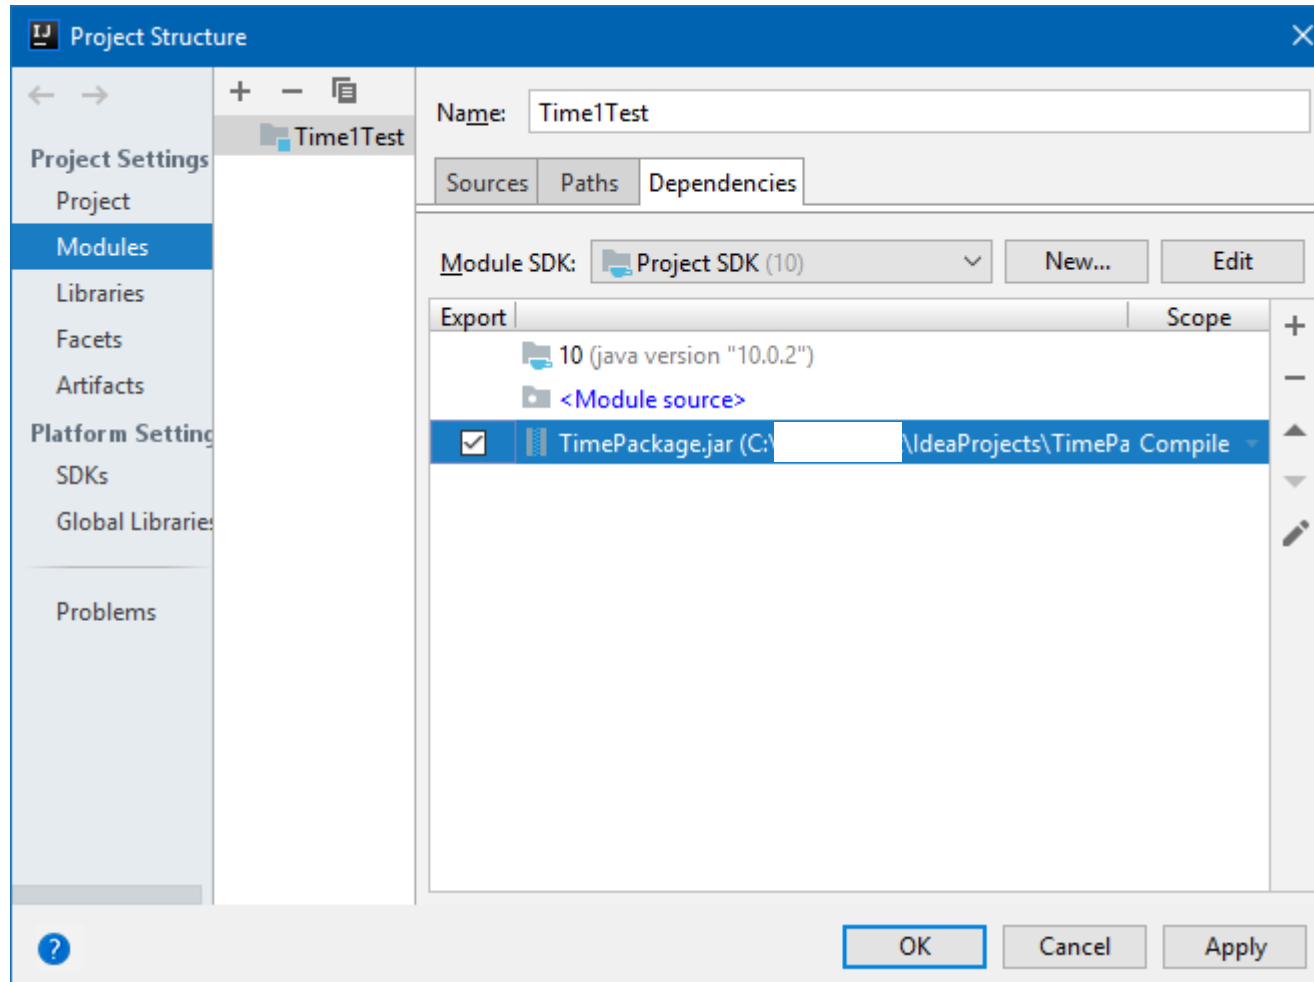 Project Structure
Project Settings
Project
Modules
Libraries
Facets
Artifacts
Platform Setting
SDKs
Global Libraries
Problems
Time1Test
Name: Time1Test
Sources Paths Dependencies
Module SDK: Project SDK (10) New... Edit
Export Scope
10 (java version "10.0.2")
<Module source>
TimePackage.jar (C:\ \IdeaProjects\TimePa Compile
OK Cancel Apply